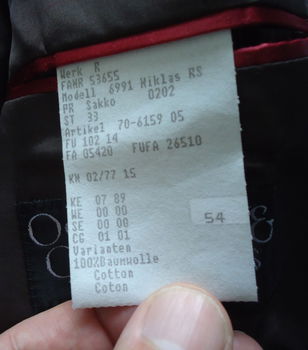 Werk R
FAHR 53655
Modell 6991 Niklas RS
PR Sakko 0202
ST 33
Artikel 70-6159 05
FU 102 14
FA 05420 FUFA 26510
KW 02/77 15
KE 07 89
WE 00 00
SE 00 00
CG 01 01
54
Varianten
100%Baumwolle
Cotton
Coton